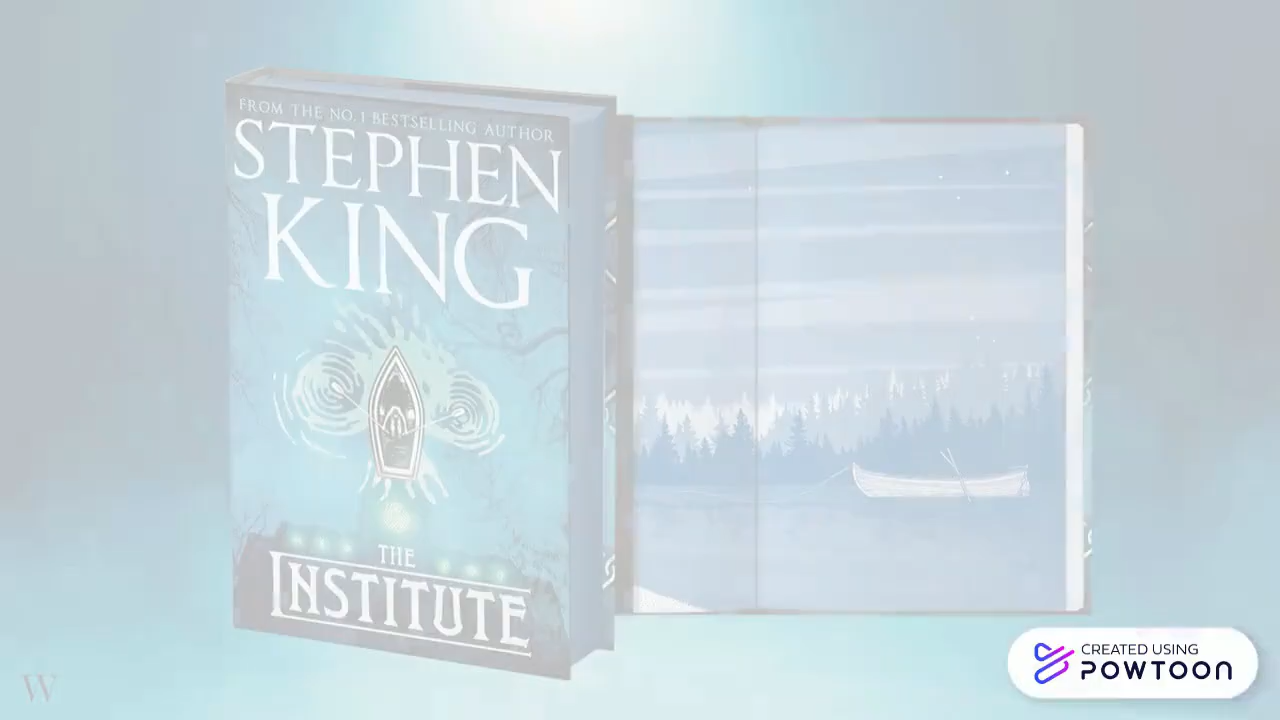 FROM THE NO.1 BESTSELLING AUTHOR
STEPHEN
KING
THE
INSTITUTE
W
CREATED USING
POWTOON